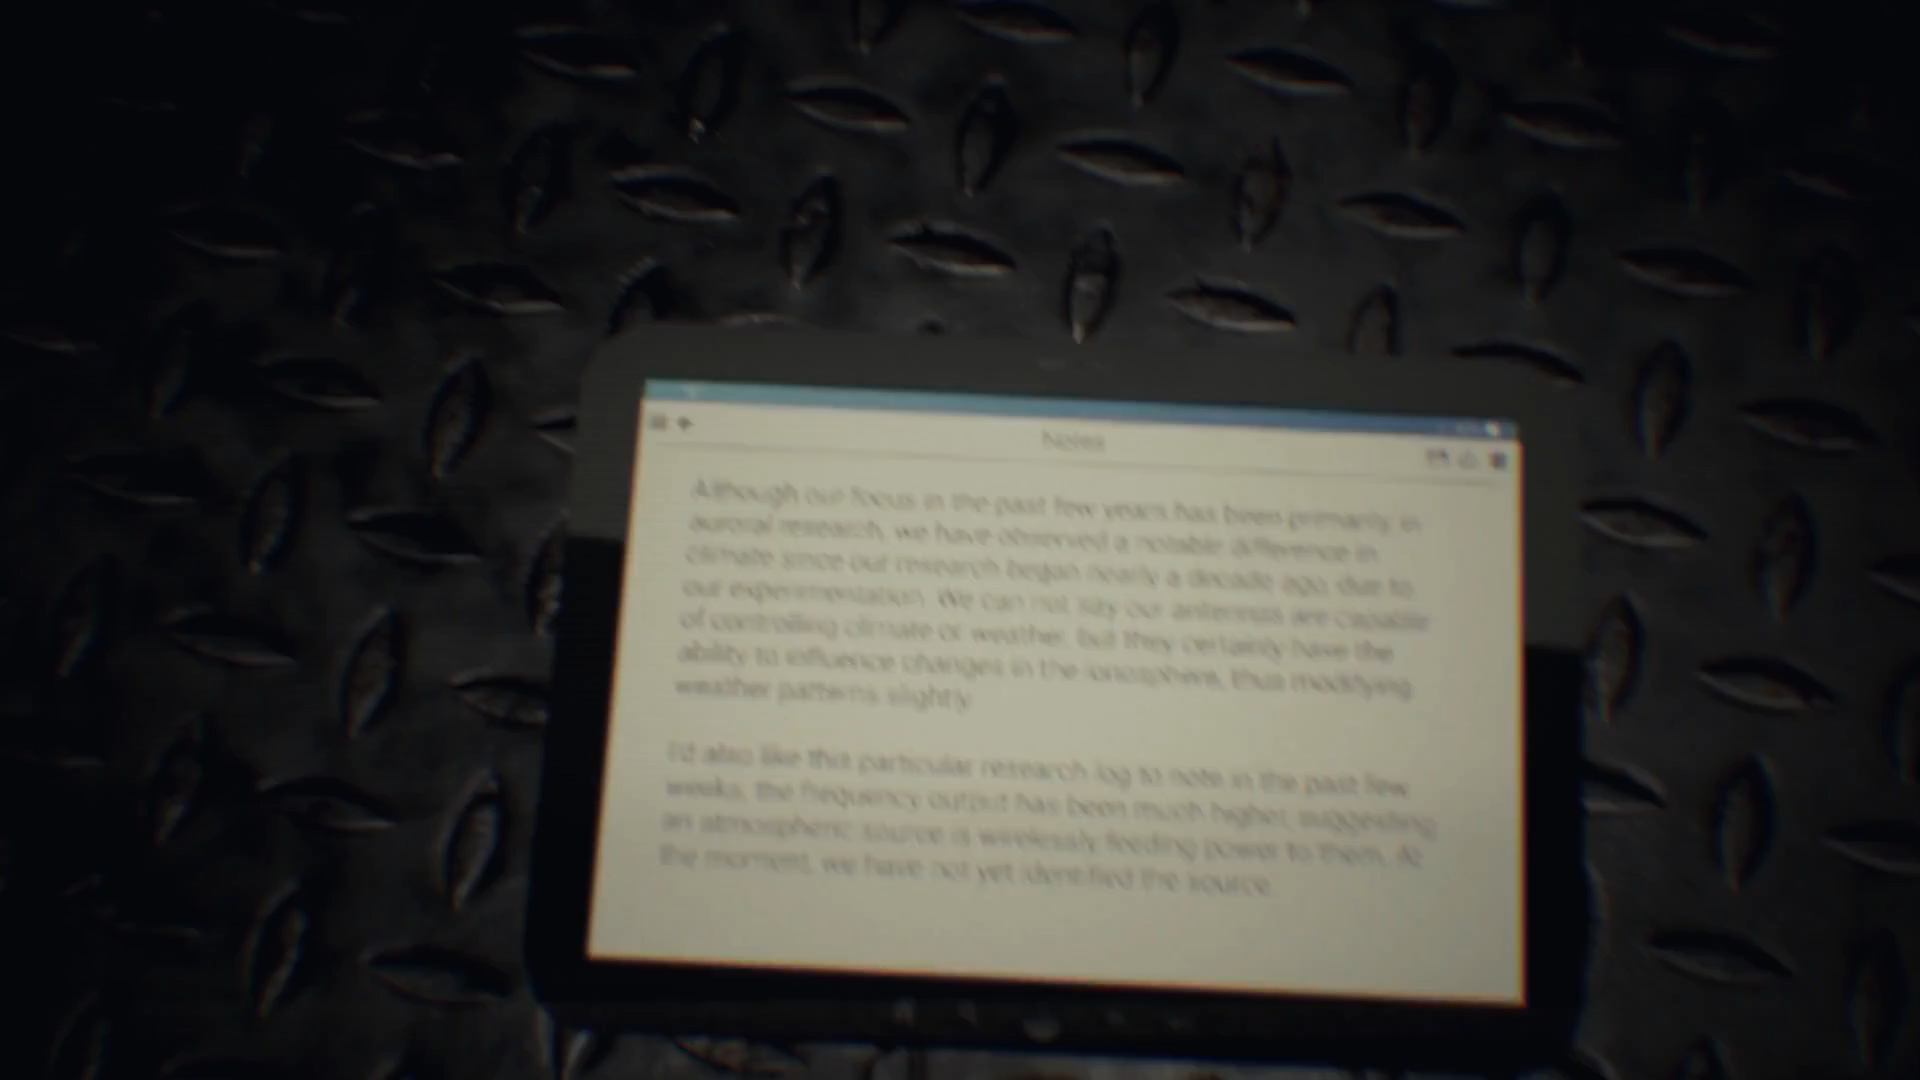 Notes
Although our focus in the past few years has been primarily in
auroral research, we have observed a notable difference in
climate since our research began nearly a decade ago, due to
our experimentation. We can not say our antennas are capable
of controlling climate or weather, but they certainly have the
ability to influence changes in the ionosphere, thus modifying
weather patterns slightly.
I'd also like this particular research log to note in the past few
weeks, the frequency output has been much higher, suggesting
an atmospheric source is wirelessly feeding power to them. At
the moment, we have not yet identified the source.